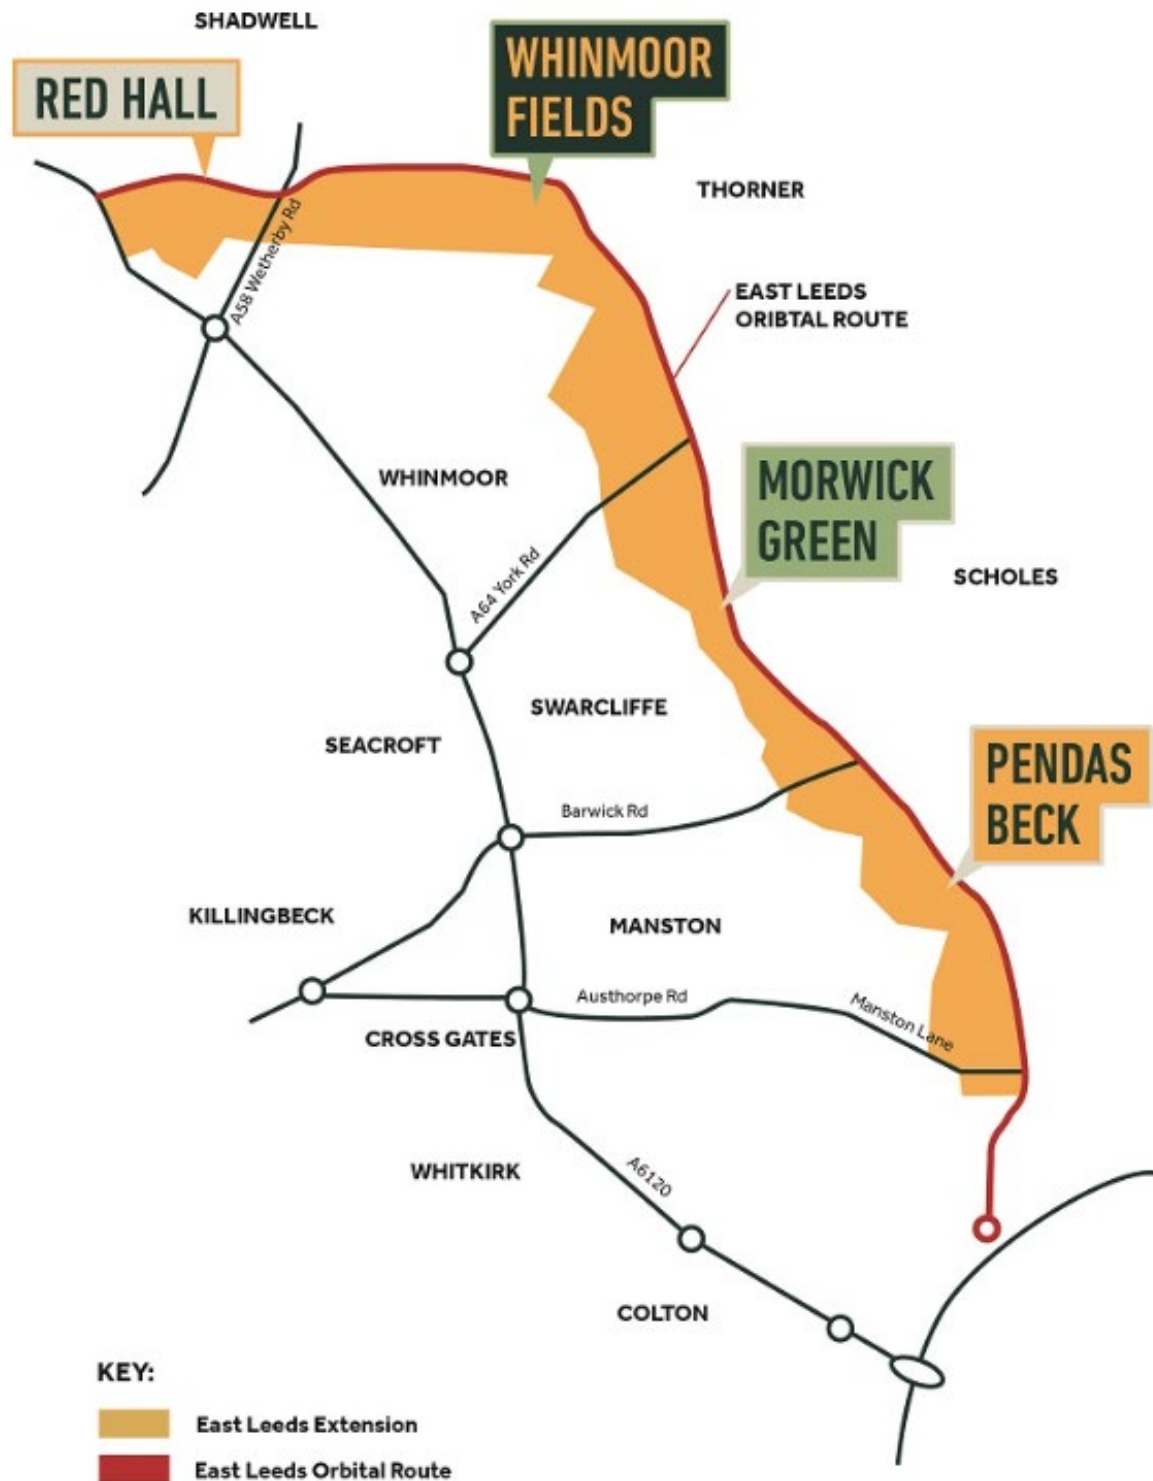 SHADWELL
RED HALL
WHINMOOR
FIELDS
THORNER
A58 Wetherby Rd
EAST LEEDS
ORIBTAL ROUTE
WHINMOOR
MORWICK
GREEN
SCHOLES
A64 York Rd
SWARCLIFFE
SEACROFT
PENDAS
BECK
Barwick Rd
KILLINGBECK
MANSTON
Austhorpe Rd
Manston Lane
CROSS GATES
WHITKIRK
A6120
COLTON
KEY:
East Leeds Extension
East Leeds Orbital Route